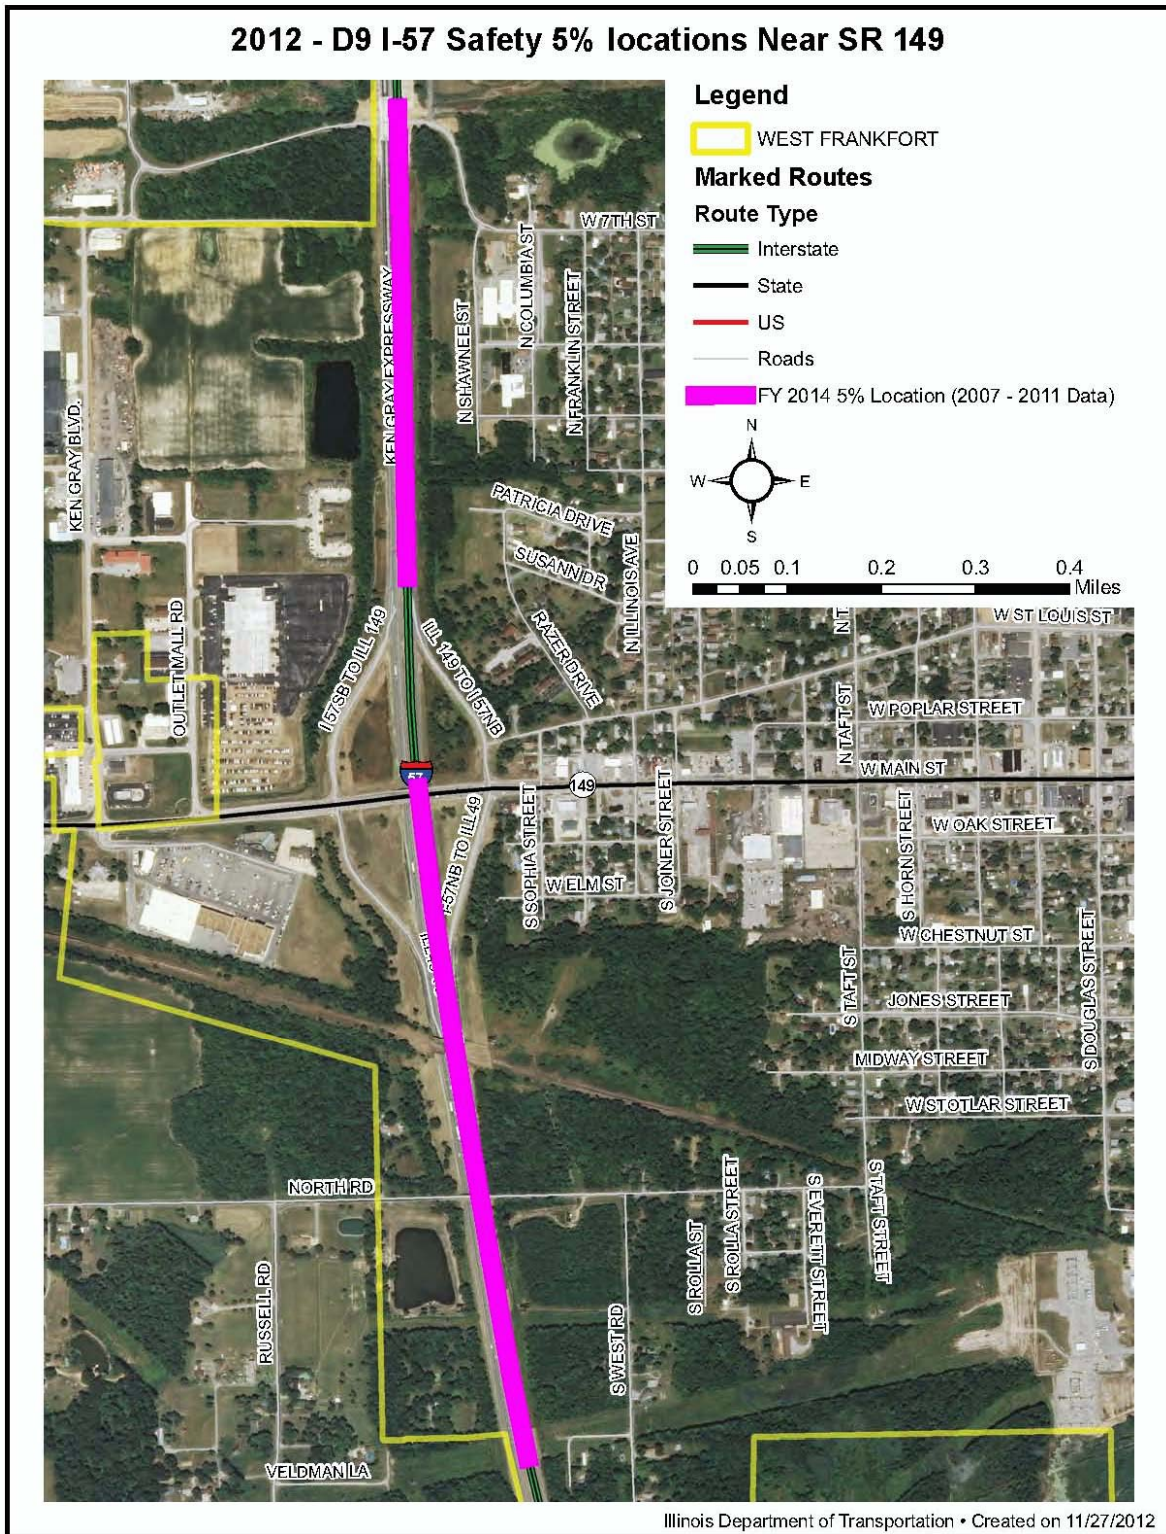 2012 - D9 I-57 Safety 5% locations Near SR 149
Legend
WEST FRANKFORT
Marked Routes
Route Type
Interstate
State
US
Roads
FY 2014 5% Location (2007 - 2011 Data)
N
W E
S
0 0.05 0.1 0.2 0.3 0.4
Miles
W 7TH ST
N COLUMBIA ST
N SHAWNEE ST
N FRANKLIN STREET
KEN GRAY EXPRESSWAY
KEN GRAY BLVD.
PATRICIA DRIVE
SUSANN DR
N ILLINOIS AVE
RAZER DRIVE
OUTLET MALL RD
I 57SB TO ILL 149
ILL 149 TO I 57NB
W ST LOUIS ST
W POPLAR STREET
N TAFT ST
W MAIN ST
57
149
I-57NB TO ILL49
S SOPHIA STREET
S JOINER STREET
W ELM ST
S HORN STREET
W OAK STREET
W CHESTNUT ST
S TAFT ST
JONES STREET
S DOUGLAS STREET
MIDWAY STREET
W STOTLAR STREET
NORTH RD
S TAFT STREET
S ROLLA ST
S ROLLA STREET
S EVERETT STREET
RUSSELL RD
S WEST RD
VELDMAN LA
Illinois Department of Transportation • Created on 11/27/2012